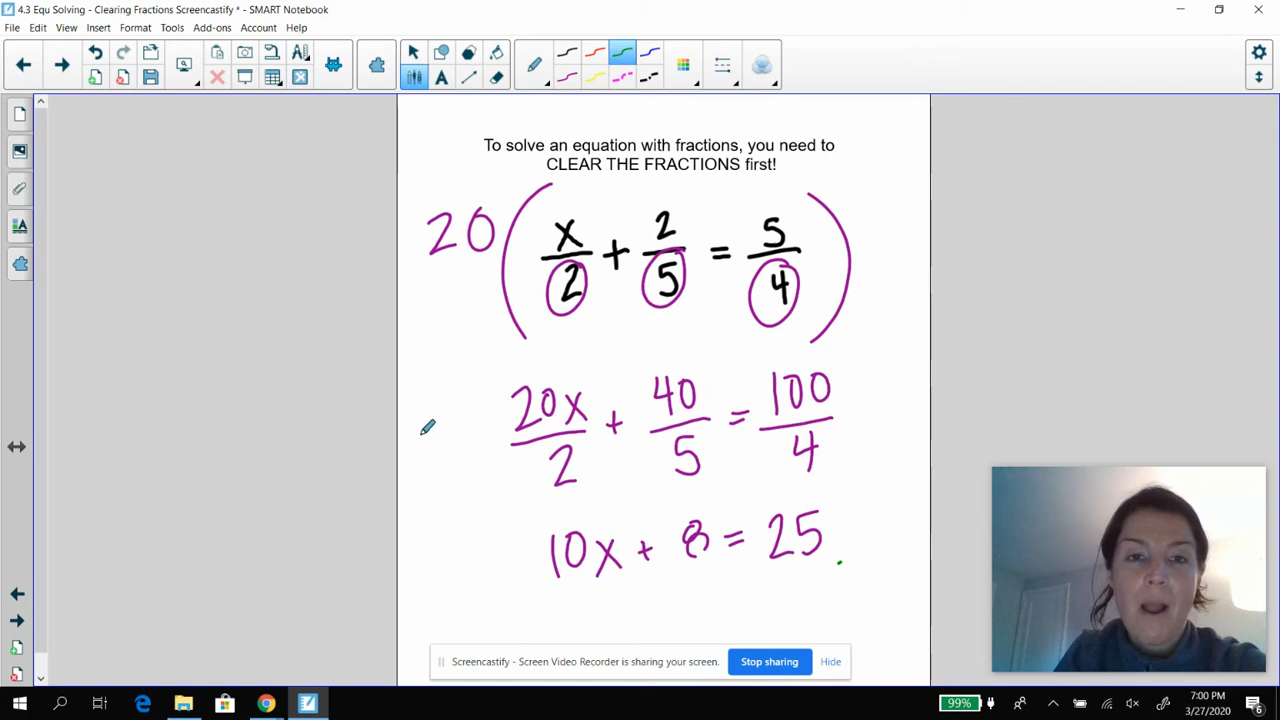 4.3 Equ Solving - Clearing Fractions Screencastify * - SMART Notebook
File Edit View Insert Format Tools Add-ons Account Help
To solve an equation with fractions, you need to
CLEAR THE FRACTIONS first!
20 ( x/2 + 2/5 = 5/4 )
20x/2 + 40/5 = 100/4
10x + 8 = 25
Screencastify - Screen Video Recorder is sharing your screen. Stop sharing Hide
99% 7:00 PM
3/27/2020 6